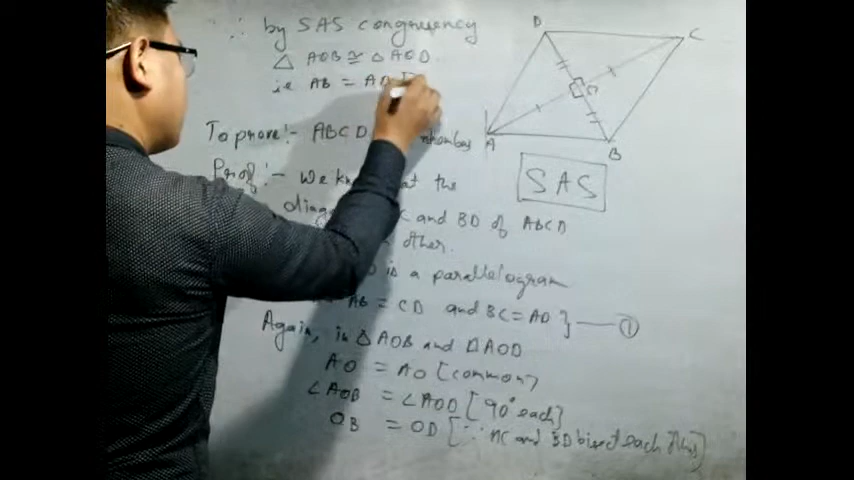 ∴ by SAS congruency
△ AOB ≅ △ AOD
ie AB = AD [
To prove:- ABCD rhombus
Proof:- We that the
C and BD of ABCD
other.
is a parallelogram
AB = CD and BC = AD } —— ①
Again, in △AOB and △AOD
AO = AO [common]
∠AOB = ∠AOD [90° each]
OB = OD [∵ AC and BD bisect each
D
C
O
A
B
SAS